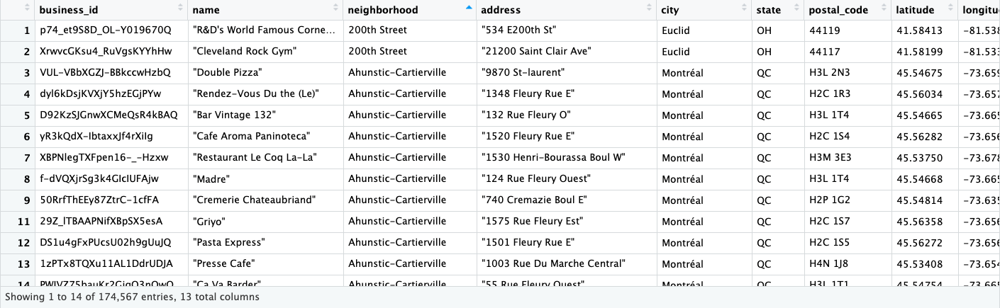 business_id name neighborhood address city state postal_code latitude longitu
1 p74_et9S8D_OL-Y019670Q "R&D's World Famous Corne... 200th Street "534 E200th St" Euclid OH 44119 41.58413 -81.538
2 XrwvcGKsu4_RuVgsKYYhHw "Cleveland Rock Gym" 200th Street "21200 Saint Clair Ave" Euclid OH 44117 41.58199 -81.533
3 VUL-VBbXGZJ-BBkccwHzbQ "Double Pizza" Ahunstic-Cartierville "9870 St-laurent" Montréal QC H3L 2N3 45.54675 -73.659
4 dyl6kDsjKVXjY5hzEGjPYw "Rendez-Vous Du the (Le)" Ahunstic-Cartierville "1348 Fleury Rue E" Montréal QC H2C 1R3 45.56034 -73.657
5 D92KzSJGnwXCMeQsR4kBAQ "Bar Vintage 132" Ahunstic-Cartierville "132 Rue Fleury O" Montréal QC H3L 1T4 45.54665 -73.665
6 yR3kQdX-IbtaxxJf4rXiIg "Cafe Aroma Paninoteca" Ahunstic-Cartierville "1520 Fleury Rue E" Montréal QC H2C 1S4 45.56282 -73.656
7 XBPNlegTXFpen16-_-Hzxw "Restaurant Le Coq La-La" Ahunstic-Cartierville "1530 Henri-Bourassa Boul W" Montréal QC H3M 3E3 45.53750 -73.678
8 f-dVQXjrSg3k4GIcIUFAjw "Madre" Ahunstic-Cartierville "124 Rue Fleury Ouest" Montréal QC H3L 1T4 45.54668 -73.665
9 50RrfThEEy87ZtrC-1cfFA "Cremerie Chateaubriand" Ahunstic-Cartierville "740 Cremazie Boul E" Montréal QC H2P 1G2 45.54814 -73.635
11 29Z_lTBAAPNifXBpSX5esA "Griyo" Ahunstic-Cartierville "1575 Rue Fleury Est" Montréal QC H2C 1S7 45.56358 -73.656
12 DS1u4gFxPUcsU02h9gUuJQ "Pasta Express" Ahunstic-Cartierville "1501 Fleury Rue E" Montréal QC H2C 1S5 45.56272 -73.656
13 1zPTx8TQXu11AL1DdrUDJA "Presse Cafe" Ahunstic-Cartierville "1003 Rue Du Marche Central" Montréal QC H4N 1J8 45.53408 -73.654
14 "Ca Va Barder" Ahunstic-Cartierville "55 Rue Fleury Ouest" Montréal QC H3L 1T1 45.54754 -73.665
Showing 1 to 14 of 174,567 entries, 13 total columns